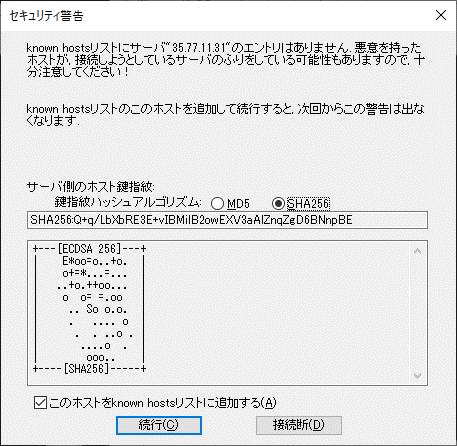 セキュリティ警告
known hostsリストにサーバ"35.77.11.31"のエントリはありません. 悪意を持った
ホストが, 接続しようとしているサーバのふりをしている可能性もありますので, 十
分注意してください!
known hostsリストのこのホストを追加して続行すると, 次回からこの警告は出な
くなります.
サーバ側のホスト鍵指紋:
鍵指紋ハッシュアルゴリズム: MD5 SHA256
SHA256:Q+q/LbXbRE3E+vIBMilB2owEXV3aAlZnqZgD6BNnpBE
+---[ECDSA 256]---+
|    E*oo=o..+o.  |
|    o+=*...=...  |
|   ..+o.++oo...  |
|    o  o= =.oo   |
|     .. So o.o.  |
|     .   .... o  |
|      .  . ..o . |
|       ....o  .  |
|        ooo..    |
+----[SHA256]-----+
このホストをknown hostsリストに追加する(A)
続行(C) 接続断(D)